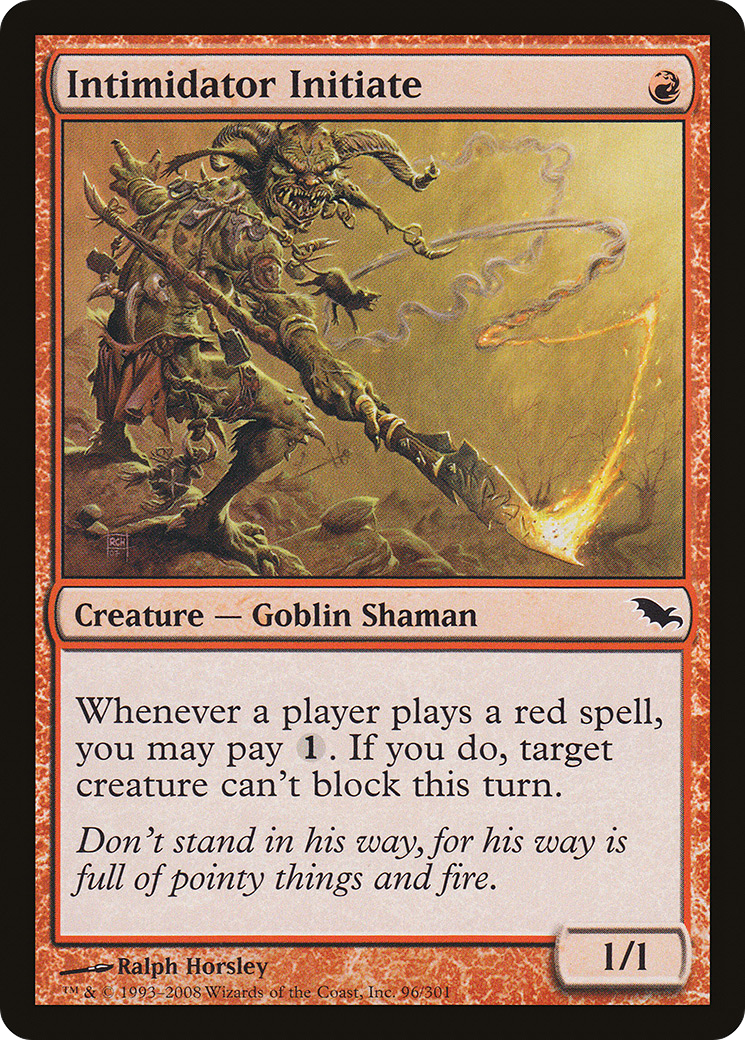 Intimidator Initiate
RGH
Creature — Goblin Shaman
Whenever a player plays a red spell,
you may pay 1. If you do, target
creature can't block this turn.
Don't stand in his way, for his way is
full of pointy things and fire.
1/1
Ralph Horsley
™ & © 1993–2008 Wizards of the Coast, Inc. 96/301